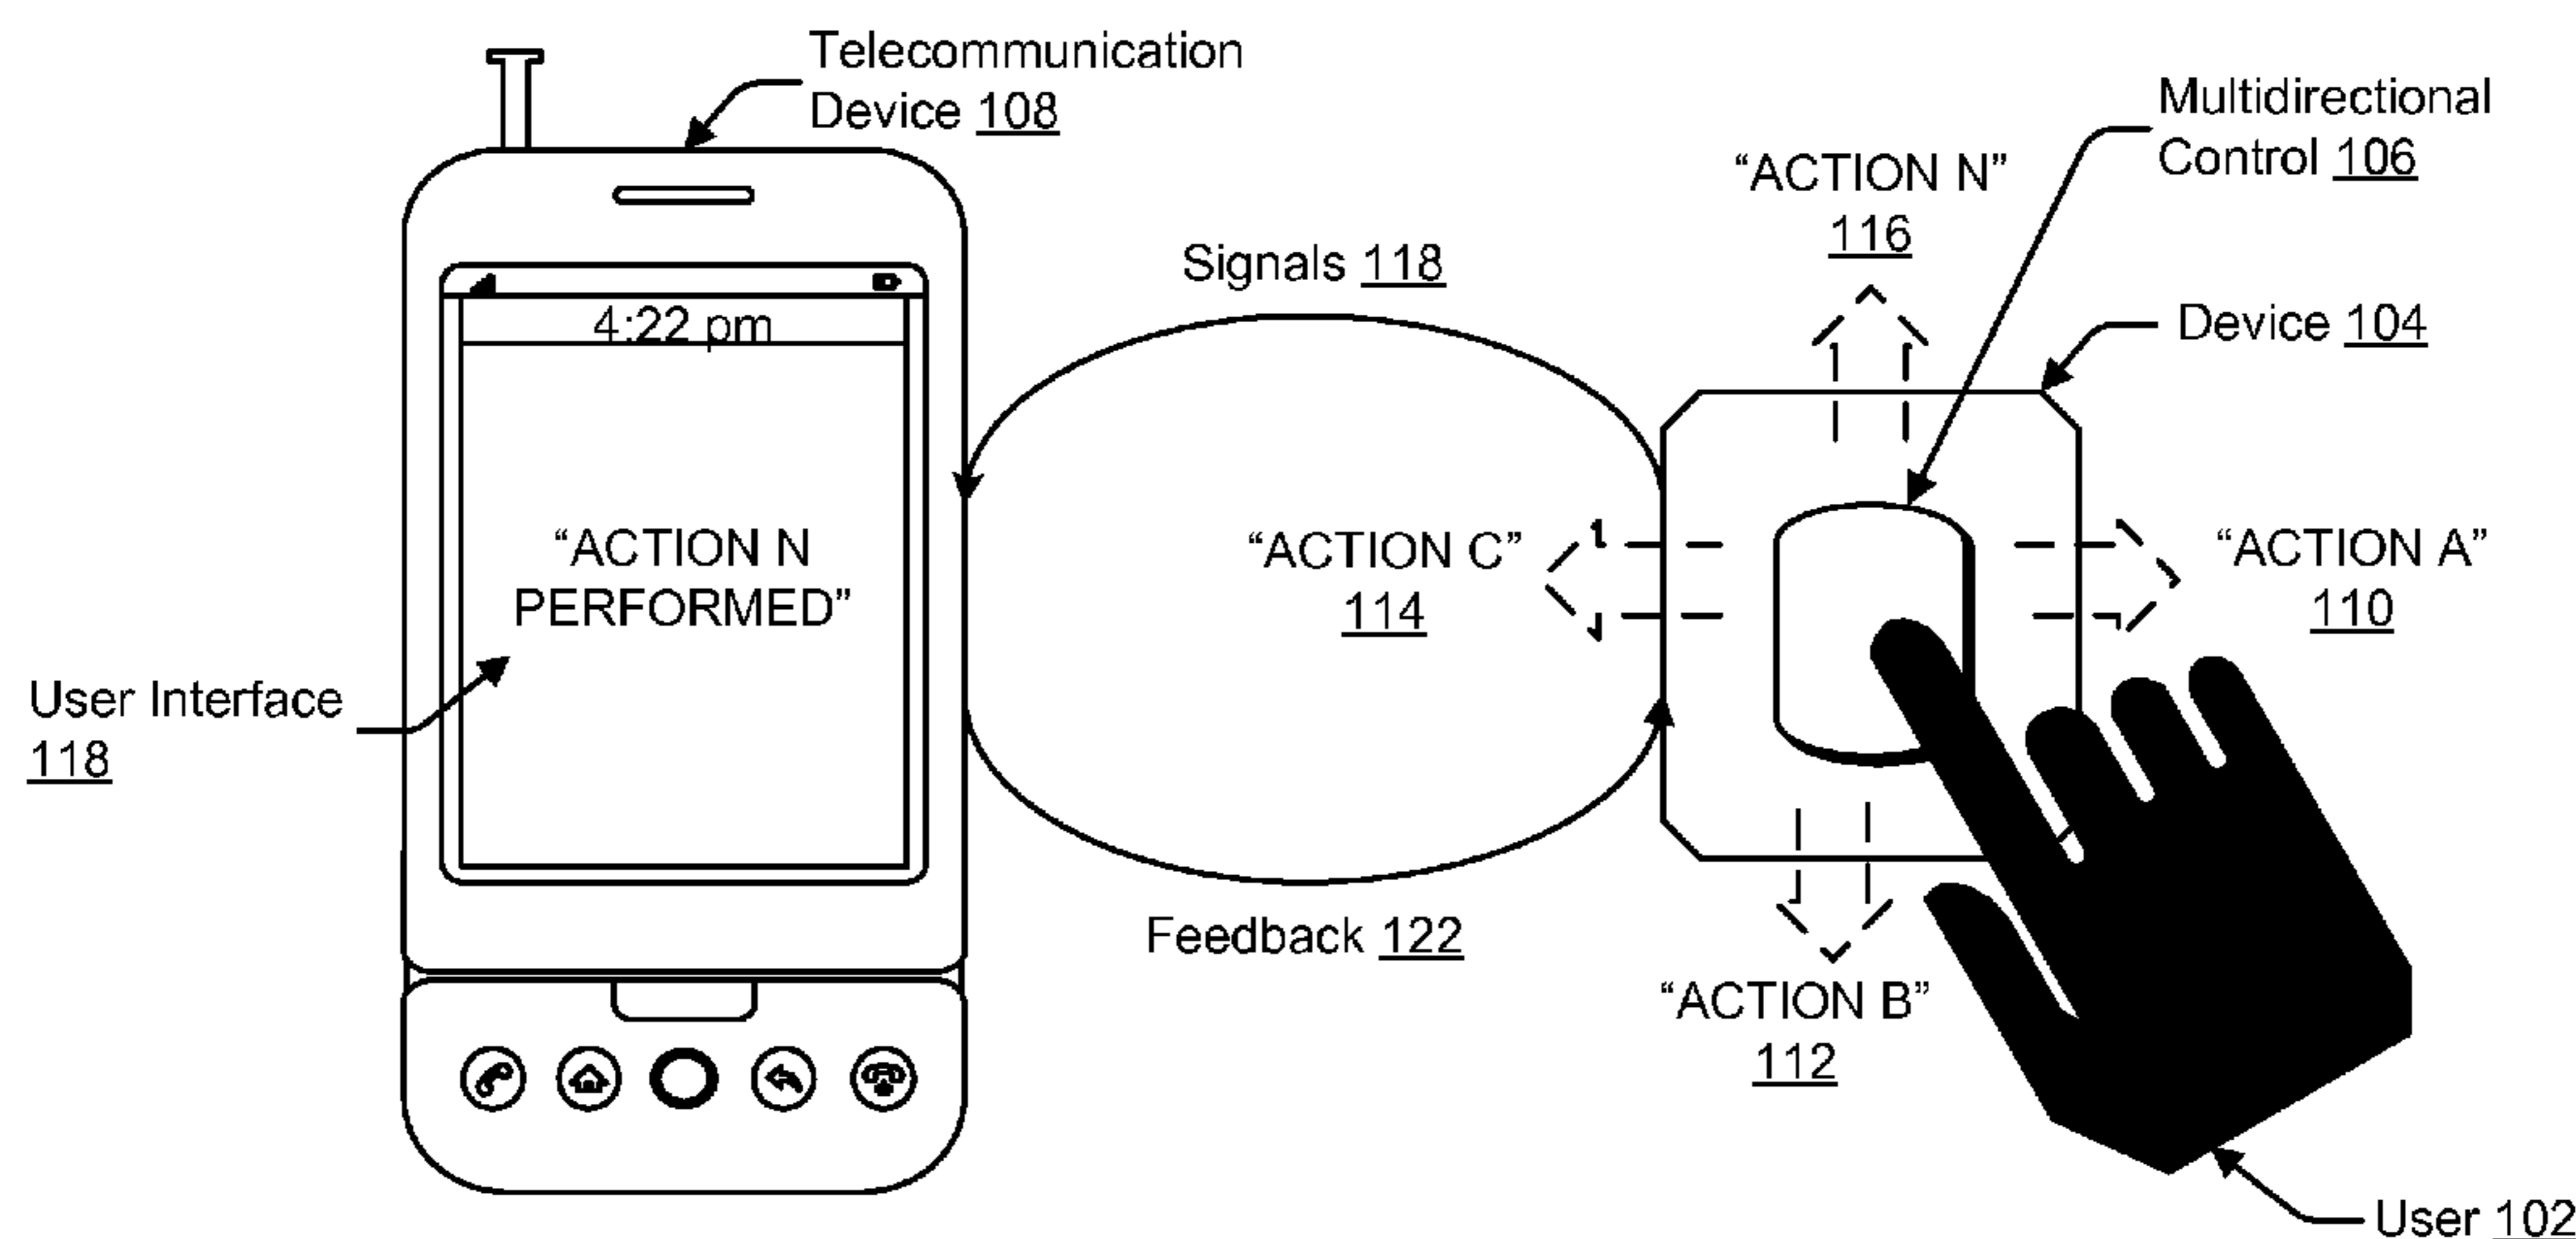 Telecommunication
Device 108
Multidirectional
Control 106
“ACTION N”
116
Signals 118
Device 104
4:22 pm
“ACTION N
PERFORMED”
“ACTION C”
114
“ACTION A”
110
User Interface
118
Feedback 122
“ACTION B”
112
User 102